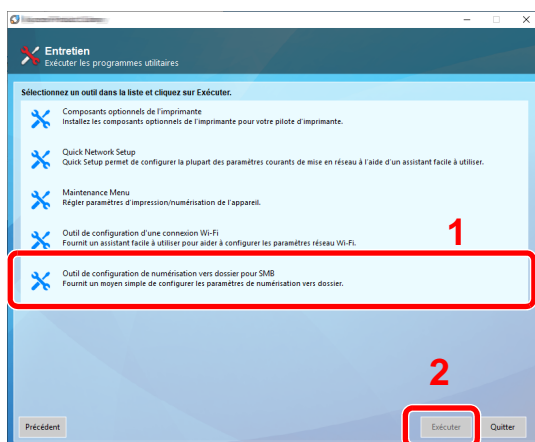 Entretien
Exécuter les programmes utilitaires
Sélectionnez un outil dans la liste et cliquez sur Exécuter.
Composants optionnels de l'imprimante
Installez les composants optionnels de l'imprimante pour votre pilote d'imprimante.
Quick Network Setup
Quick Setup permet de configurer la plupart des paramètres courants de mise en réseau à l'aide d'un assistant facile à utiliser.
Maintenance Menu
Régler paramètres d'impression/numérisation de l'appareil.
Outil de configuration d'une connexion Wi-Fi
Fournit un assistant facile à utiliser pour aider à configurer les paramètres réseau Wi-Fi.
1
Outil de configuration de numérisation vers dossier pour SMB
Fournit un moyen simple de configurer les paramètres de numérisation vers dossier.
2
Précédent
Exécuter
Quitter